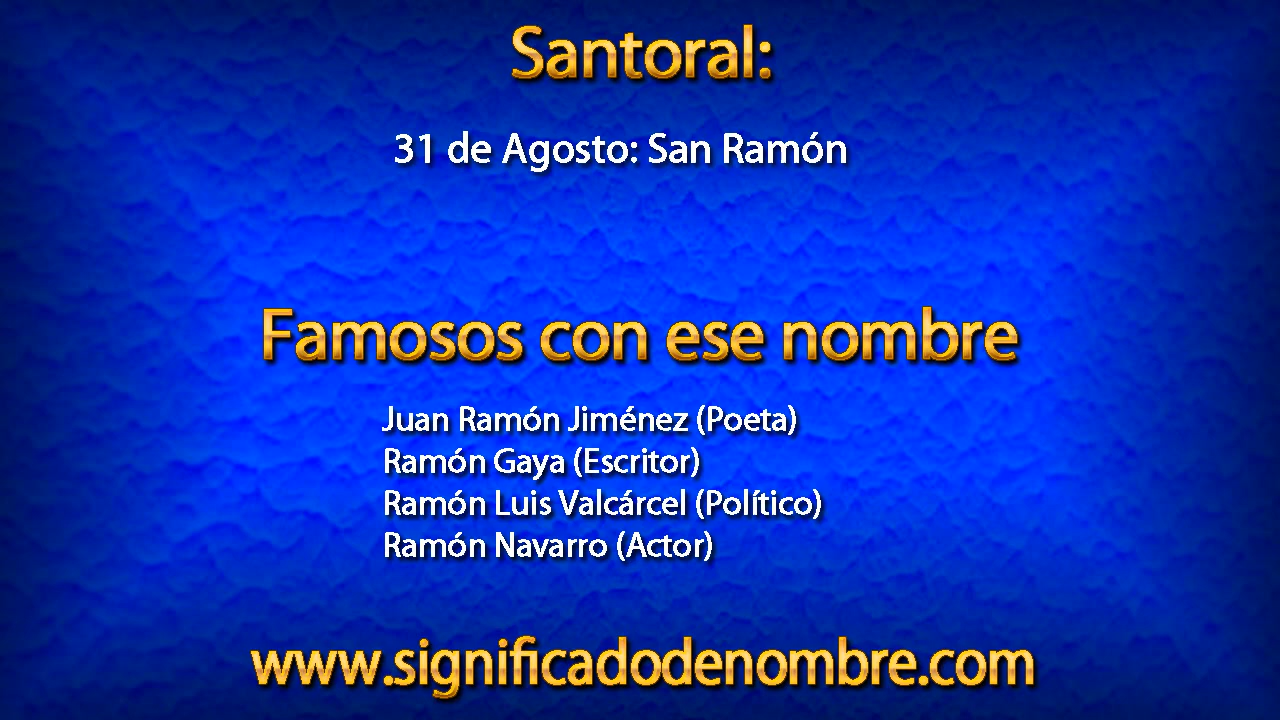 Santoral:
31 de Agosto: San Ramón
Famosos con ese nombre
Juan Ramón Jiménez (Poeta)
Ramón Gaya (Escritor)
Ramón Luis Valcárcel (Político)
Ramón Navarro (Actor)
www.significadodenombre.com